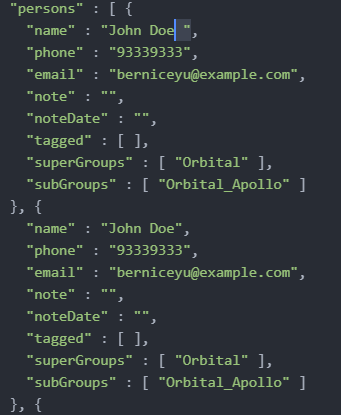 "persons" : [ {
"name" : "John Doe ",
"phone" : "93339333",
"email" : "berniceyu@example.com",
"note" : "",
"noteDate" : "",
"tagged" : [ ],
"superGroups" : [ "Orbital" ],
"subGroups" : [ "Orbital_Apollo" ]
}, {
"name" : "John Doe",
"phone" : "93339333",
"email" : "berniceyu@example.com",
"note" : "",
"noteDate" : "",
"tagged" : [ ],
"superGroups" : [ "Orbital" ],
"subGroups" : [ "Orbital_Apollo" ]
}, {